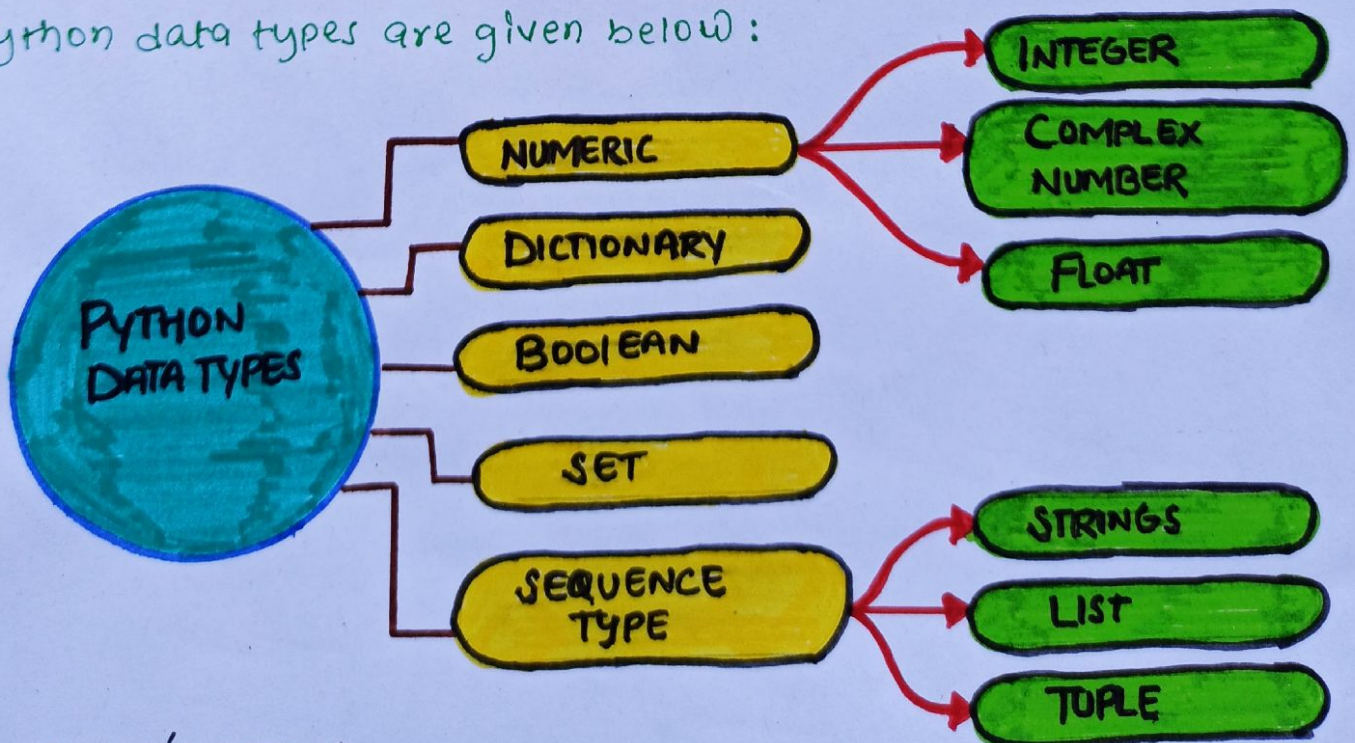 ython data types are given below:
PYTHON
DATA TYPES
NUMERIC
DICTIONARY
BOOLEAN
SET
SEQUENCE
TYPE
INTEGER
COMPLEX
NUMBER
FLOAT
STRINGS
LIST
TUPLE